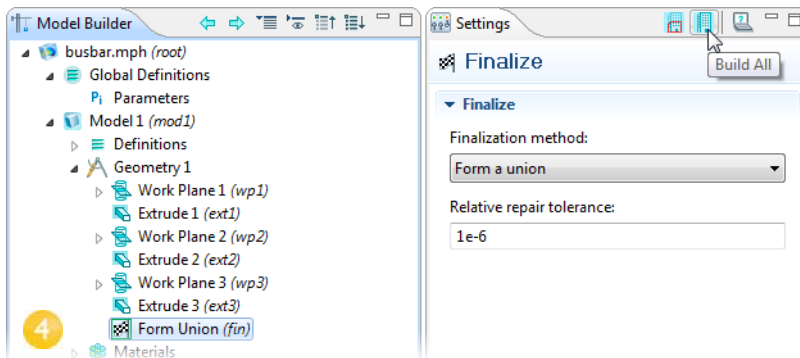 Model Builder
busbar.mph (root)
Global Definitions
Pi Parameters
Model 1 (mod1)
Definitions
Geometry 1
Work Plane 1 (wp1)
Extrude 1 (ext1)
Work Plane 2 (wp2)
Extrude 2 (ext2)
Work Plane 3 (wp3)
Extrude 3 (ext3)
4
Form Union (fin)
Materials
Settings
Finalize
Build All
Finalize
Finalization method:
Form a union
Relative repair tolerance:
1e-6